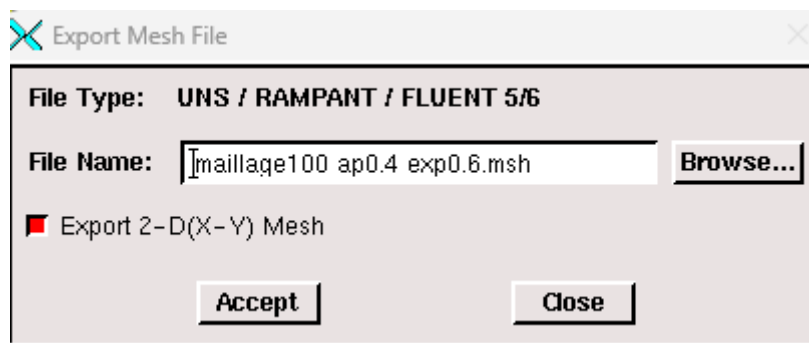 Export Mesh File
File Type: UNS / RAMPANT / FLUENT 5/6
File Name: maillage100 ap0.4 exp0.6.msh Browse...
Export 2-D(X-Y) Mesh
Accept Close